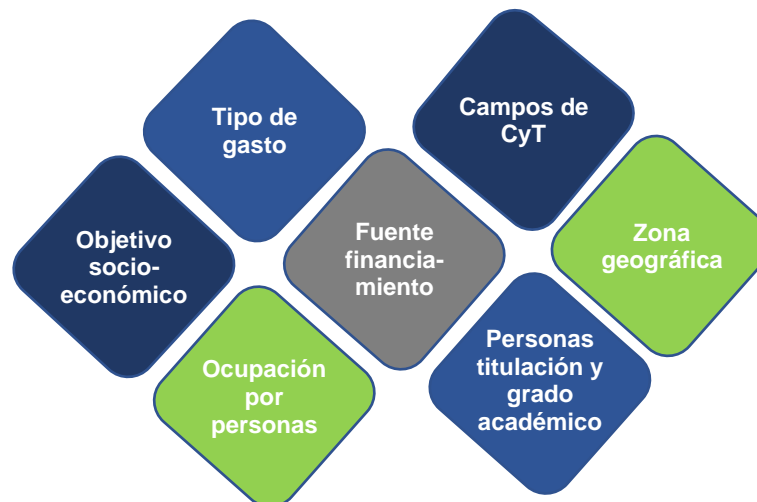 Tipo de
gasto
Campos de
CyT
Objetivo
socio-
económico
Fuente
financia-
miento
Zona
geográfica
Ocupación
por
personas
Personas
titulación y
grado
académico